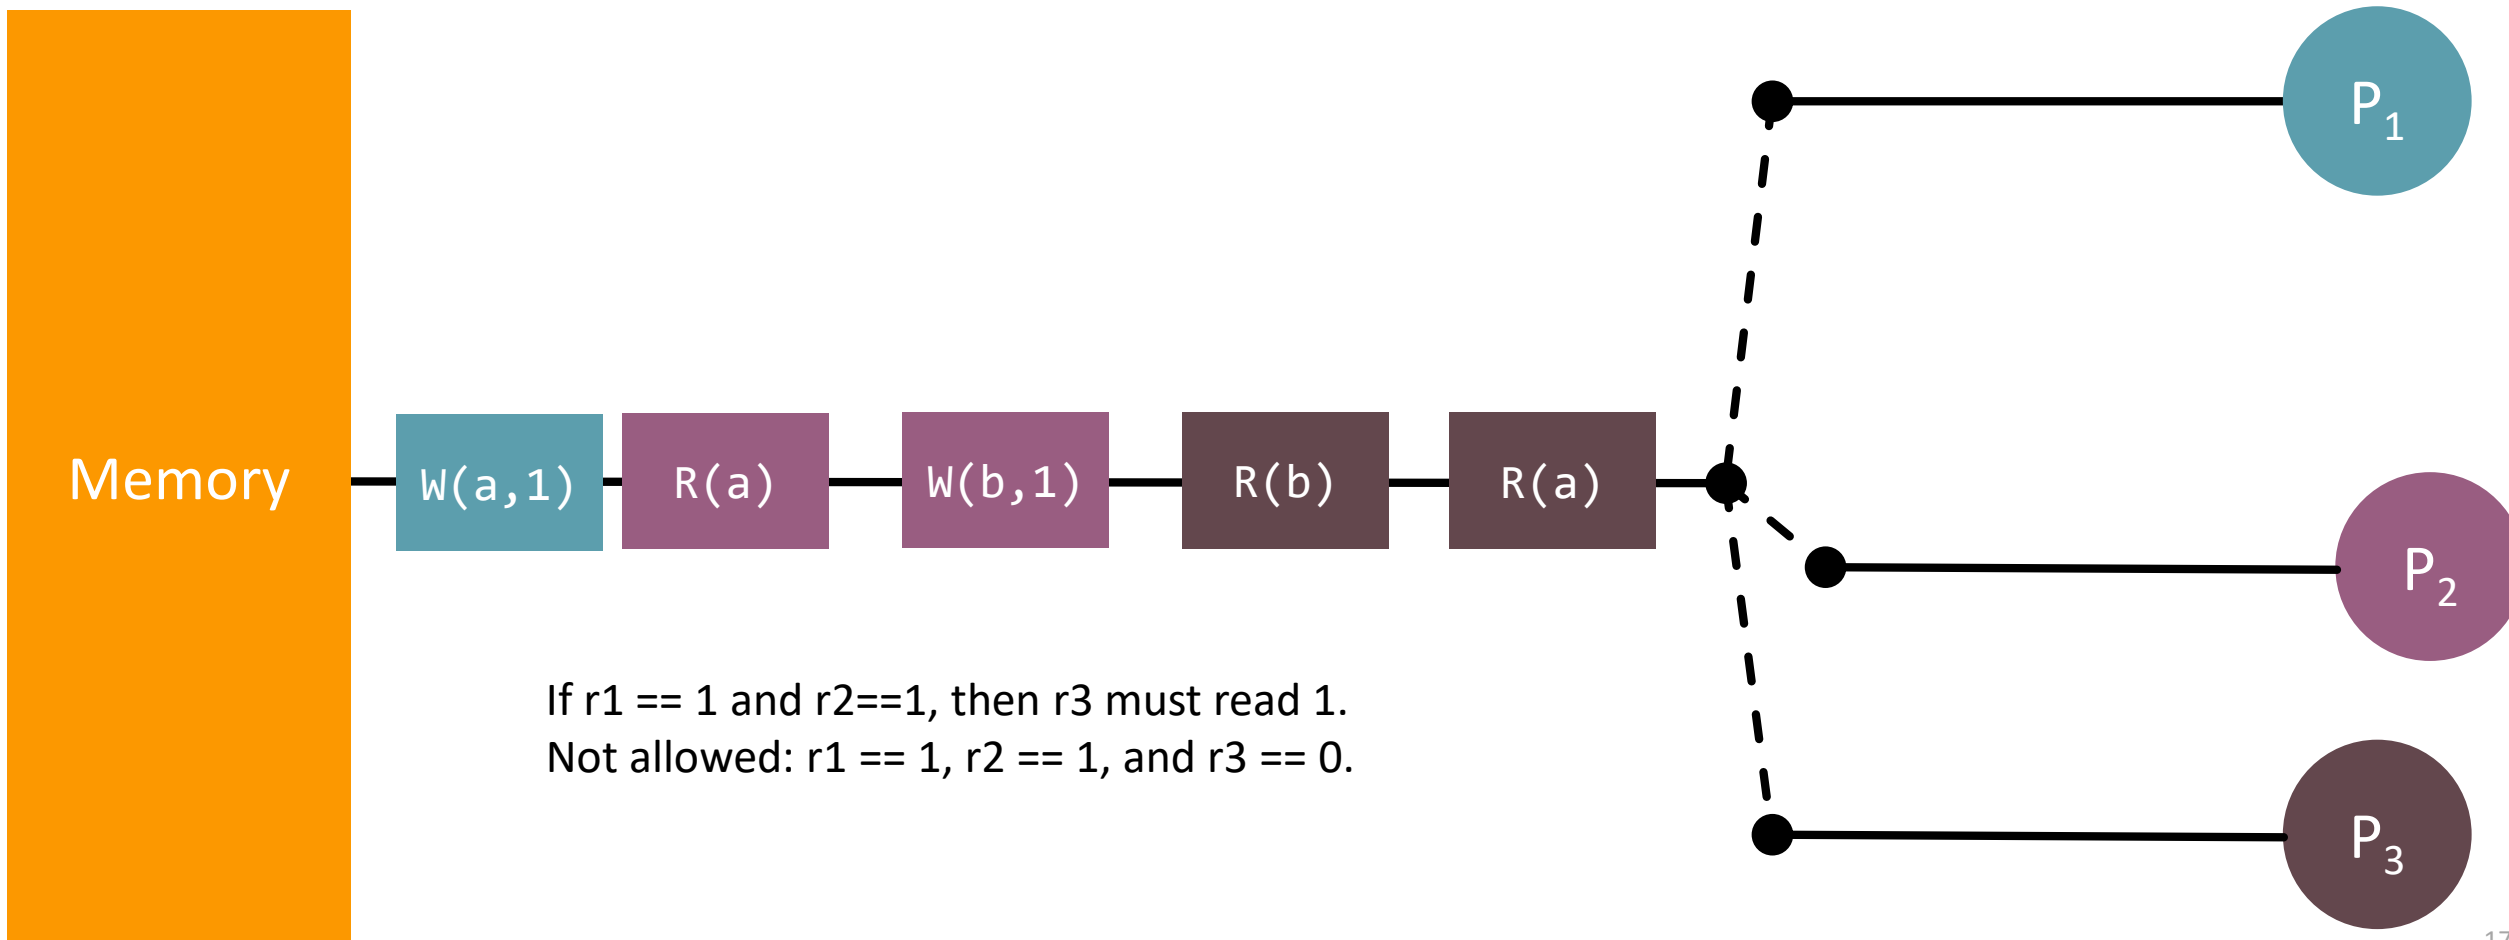 Memory
W(a,1)
R(a)
W(b,1)
R(b)
R(a)
P1
P2
P3
If r1 == 1 and r2==1, then r3 must read 1.
Not allowed: r1 == 1, r2 == 1, and r3 == 0.
17